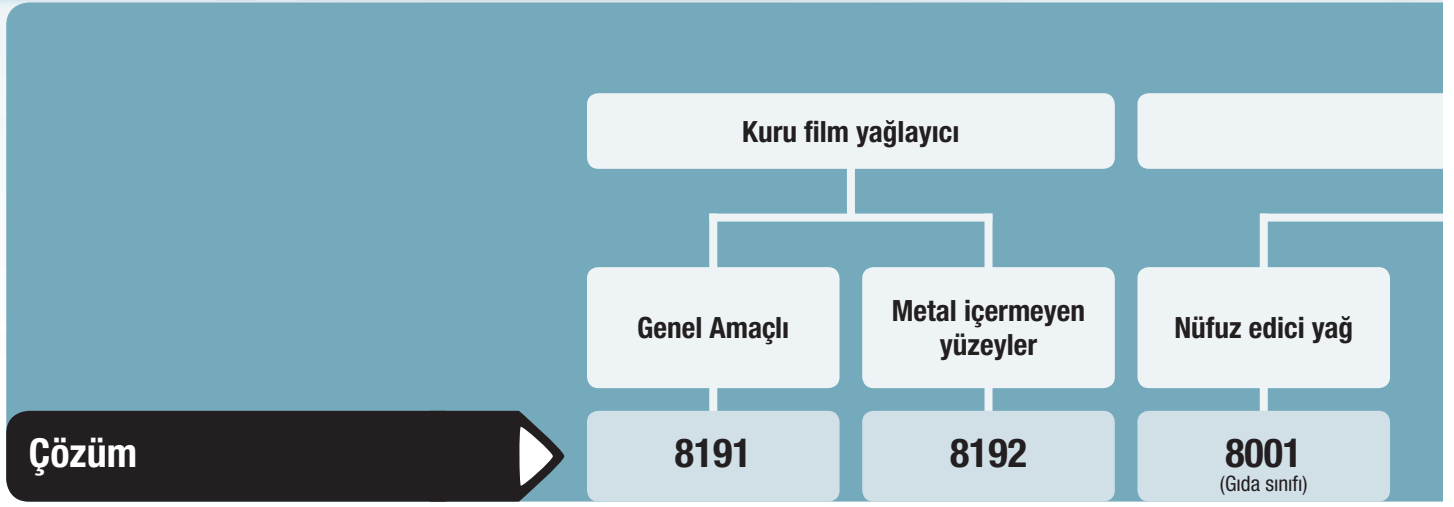 Kuru film yağlayıcı
Genel Amaçlı
Metal içermeyen
yüzeyler
Nüfuz edici yağ
Çözüm
8191
8192
8001
(Gıda sınıfı)